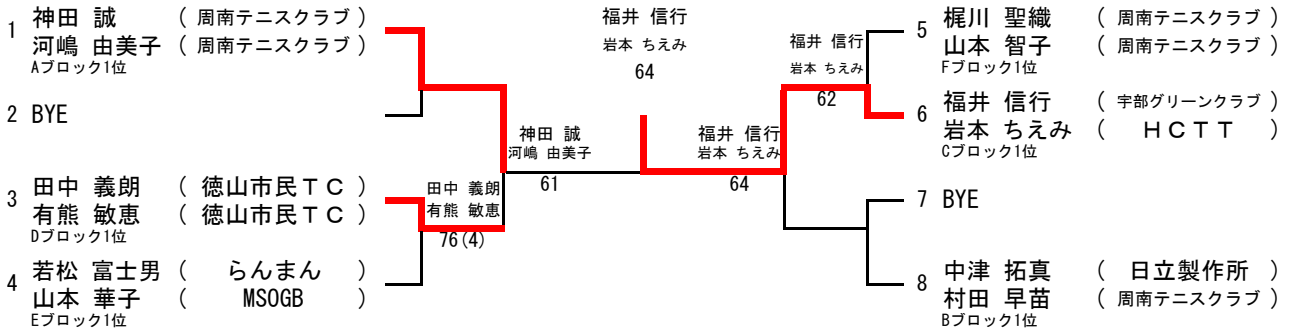 1 神田 誠 ( 周南テニスクラブ )
河嶋 由美子 ( 周南テニスクラブ )
Aブロック1位
2 BYE
3 田中 義朗 ( 徳山市民TC )
有熊 敏恵 ( 徳山市民TC )
Dブロック1位
4 若松 富士男 ( らんまん )
山本 華子 ( MSOGB )
Eブロック1位
田中 義朗
有熊 敏恵
76(4)
神田 誠
河嶋 由美子
61
福井 信行
岩本 ちえみ
64
福井 信行
岩本 ちえみ
64
福井 信行
岩本 ちえみ
62
5 梶川 聖織 ( 周南テニスクラブ )
山本 智子 ( 周南テニスクラブ )
Fブロック1位
6 福井 信行 ( 宇部グリーンクラブ )
岩本 ちえみ ( HCTT )
Cブロック1位
7 BYE
8 中津 拓真 ( 日立製作所 )
村田 早苗 ( 周南テニスクラブ )
Bブロック1位